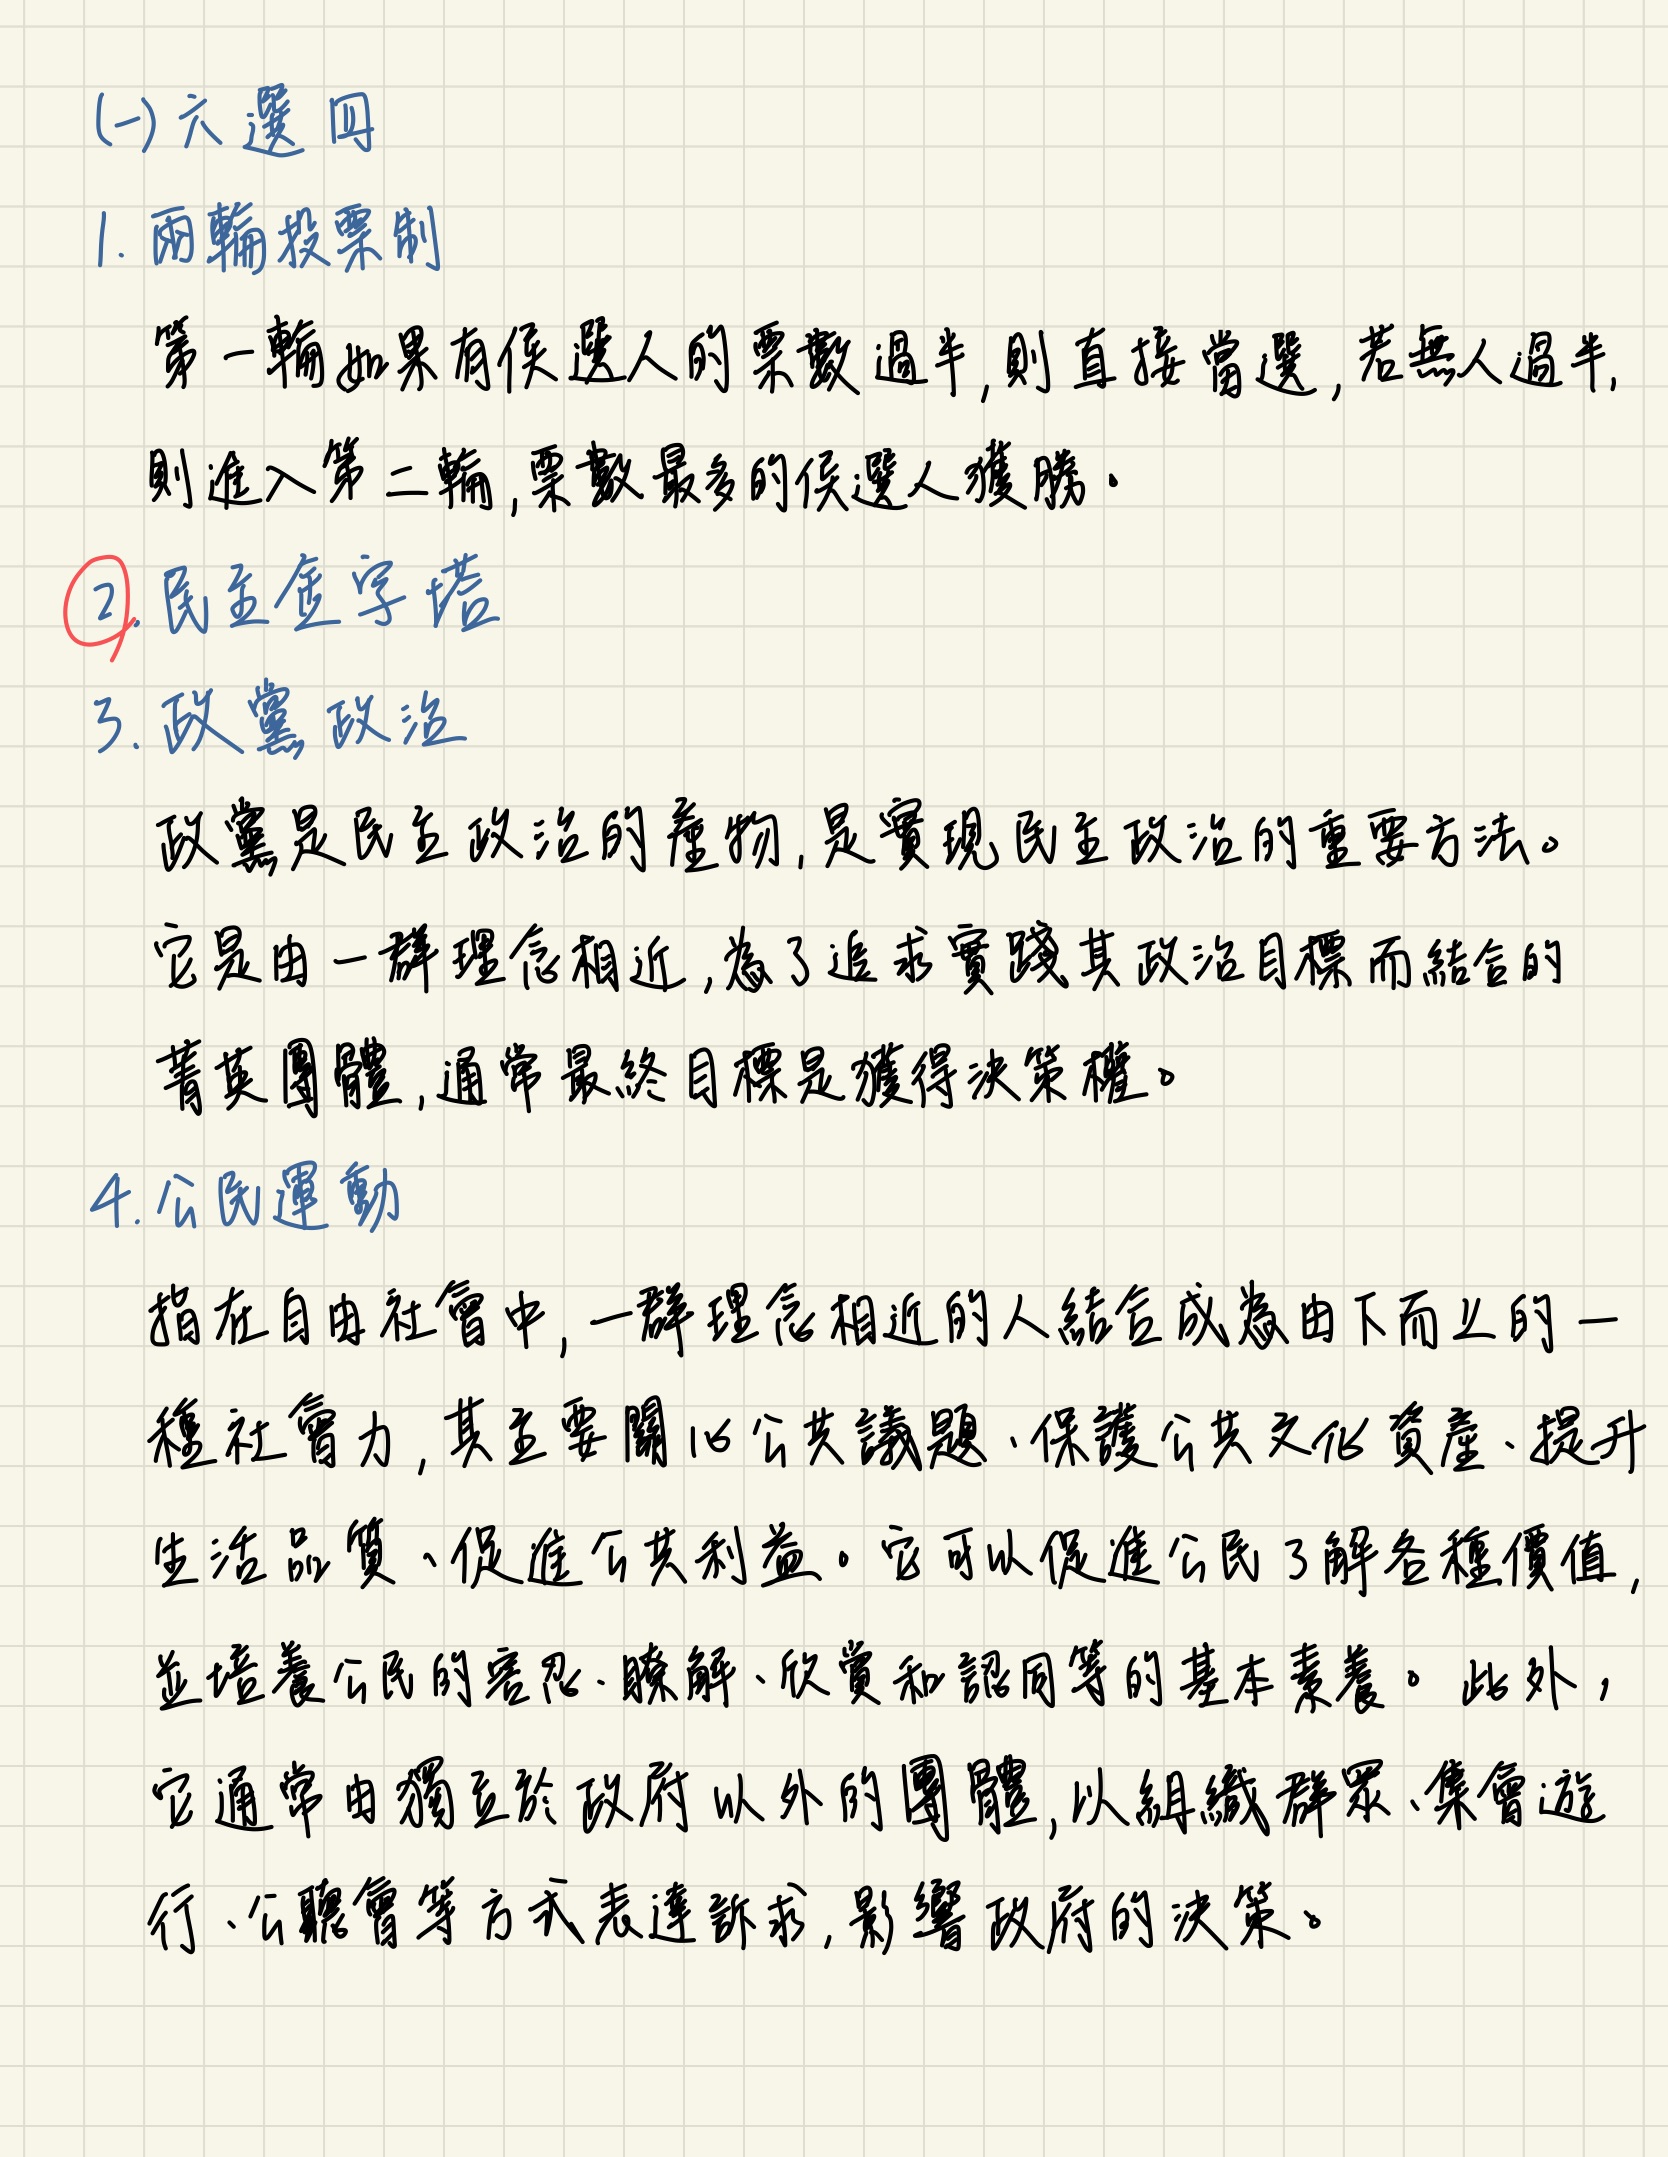 (一)六選四
1. 兩輪投票制
第一輪如果有侯選人的票數過半,則直接當選,若無人過半,
則進入第二輪,票數最多的侯選人獲勝。
2. 民主金字塔
3. 政黨政治
政黨是民主政治的產物,是實現民主政治的重要方法。
它是由一群理念相近,為了追求實踐其政治目標而結合的
菁英團體,通常最終目標是獲得決策權。
4. 公民運動
指在自由社會中,一群理念相近的人結合成為由下而上的一
種社會力,其主要關心公共議題、保護公共文化資產、提升
生活品質、促進公共利益。它可以促進公民了解各種價值,
並培養公民的容忍、瞭解、欣賞和認同等的基本素養。此外,
它通常由獨立於政府以外的團體,以組織群眾、集會遊
行、公聽會等方式表達訴求,影響政府的決策。